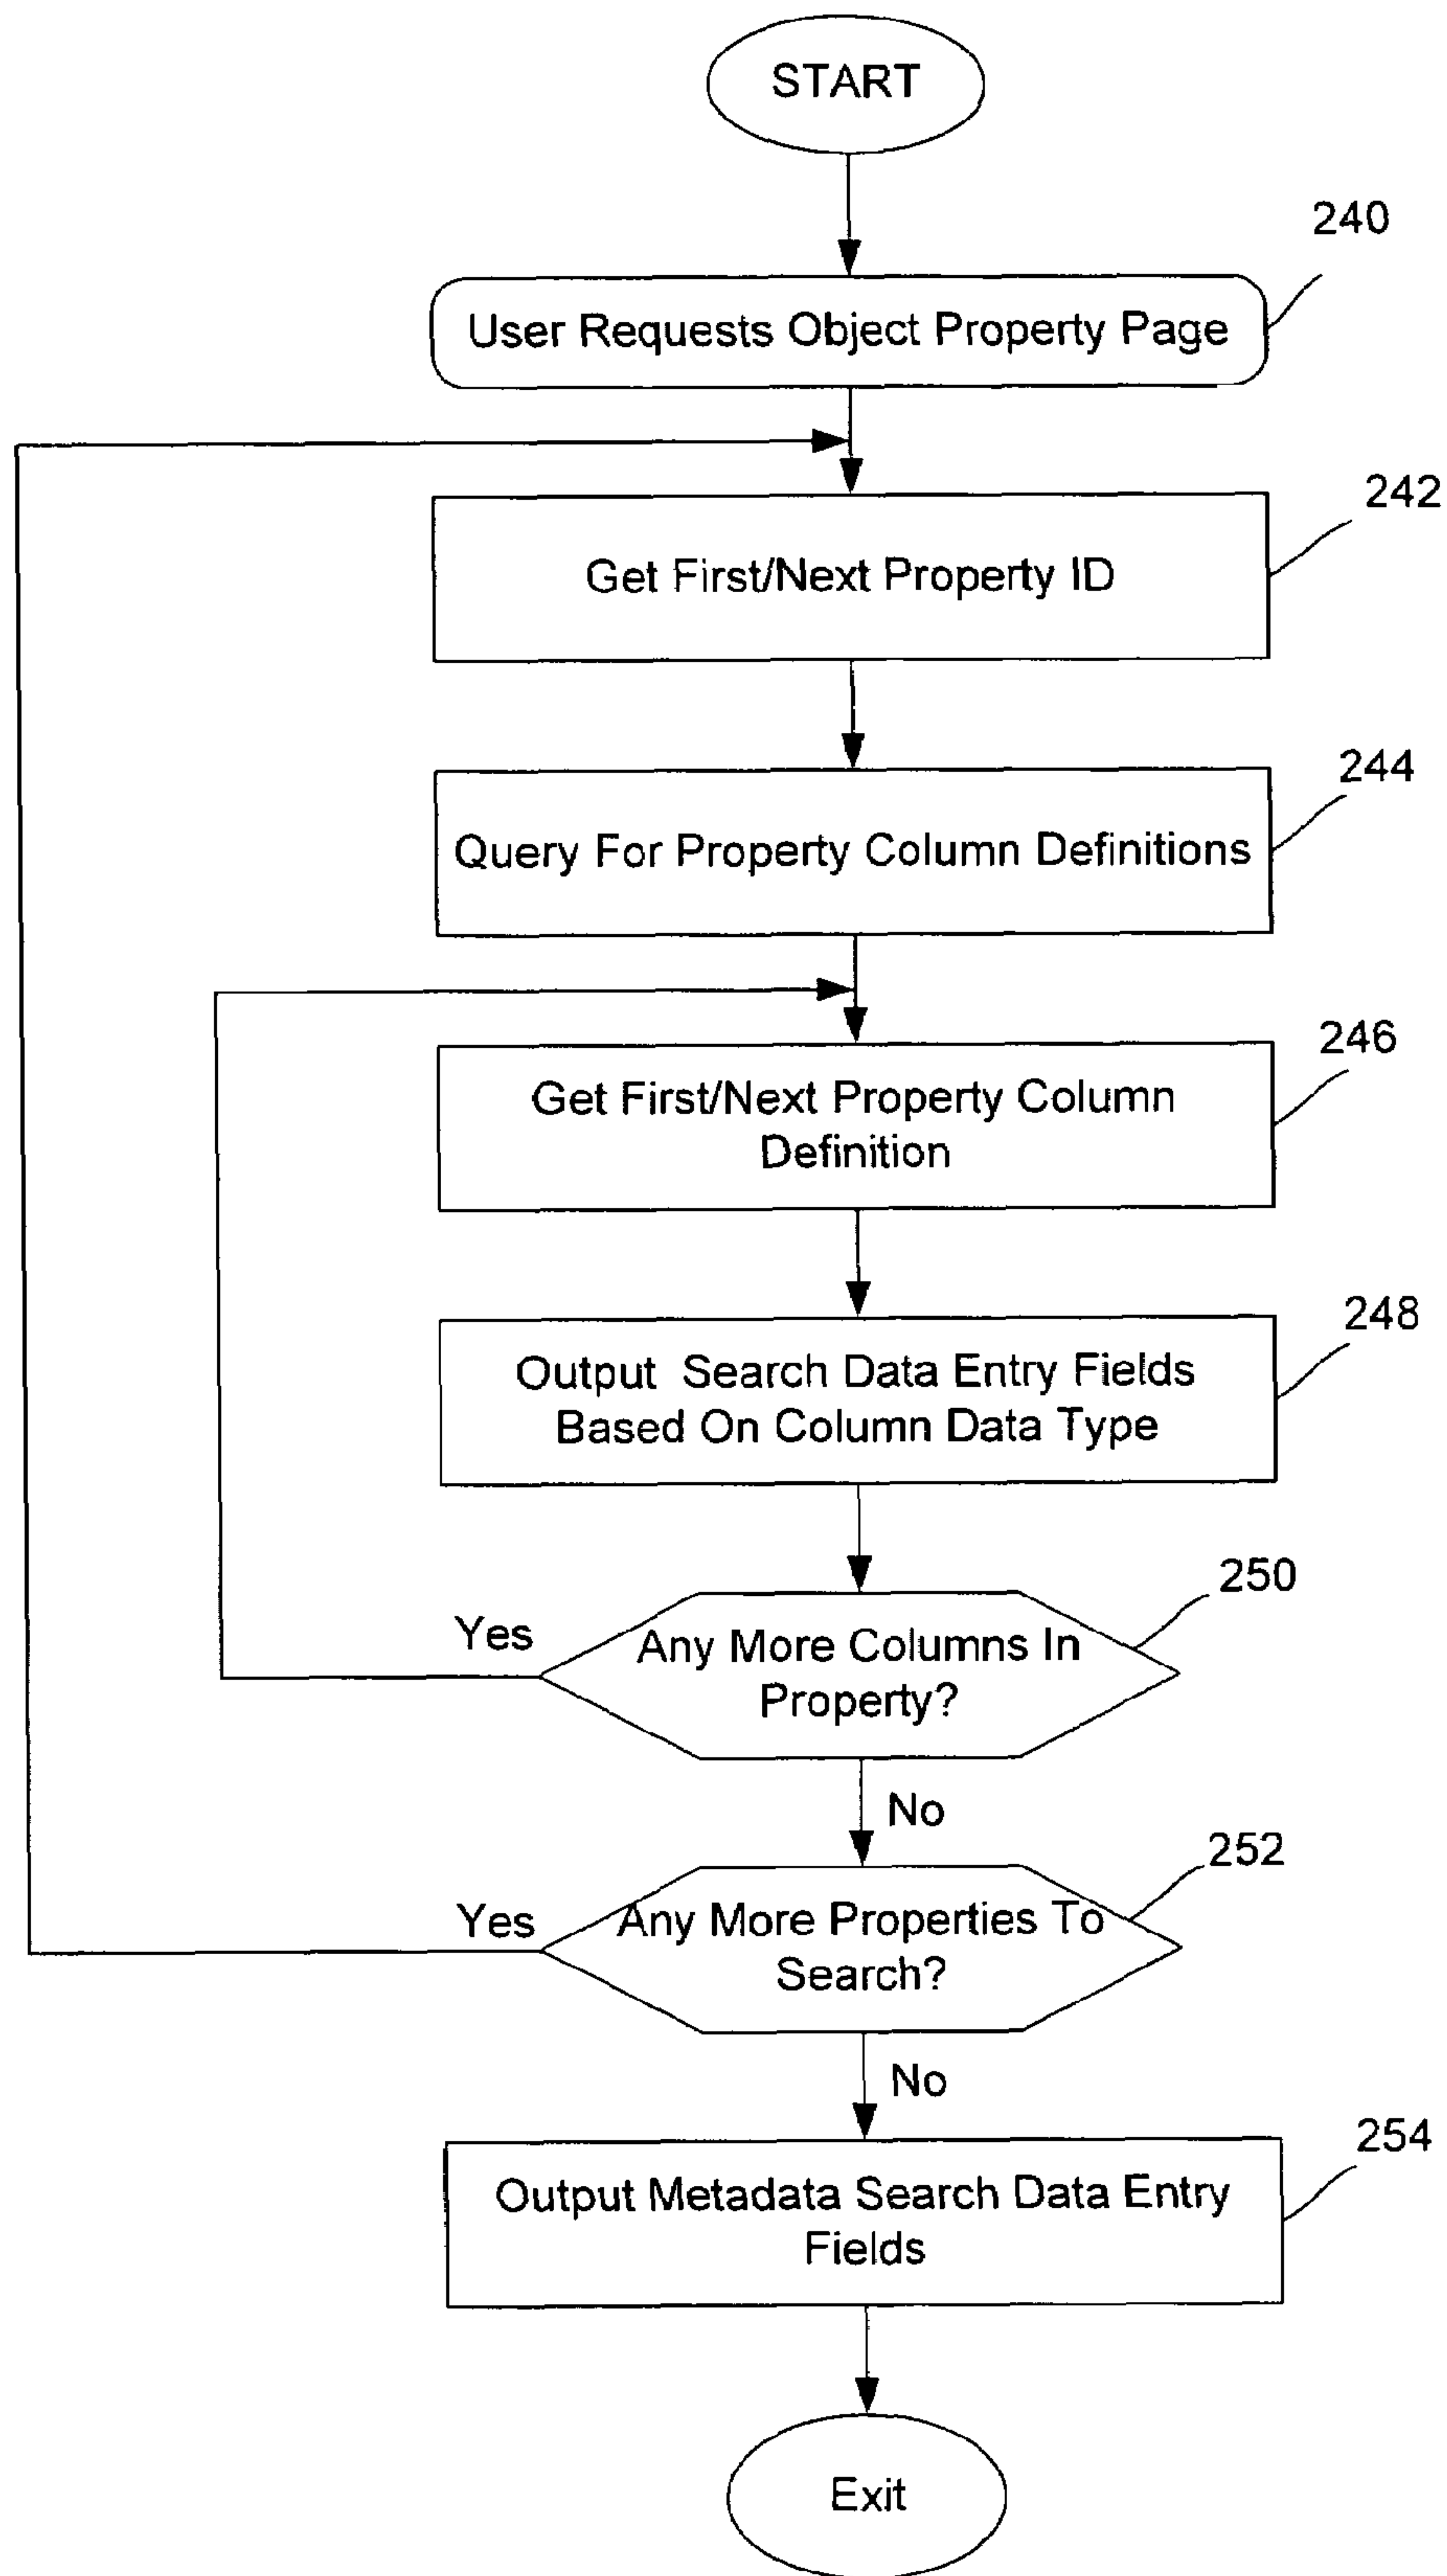 START
240
User Requests Object Property Page
242
Get First/Next Property ID
244
Query For Property Column Definitions
246
Get First/Next Property Column
Definition
248
Output Search Data Entry Fields
Based On Column Data Type
250
Yes
Any More Columns In
Property?
No
252
Yes
Any More Properties To
Search?
No
254
Output Metadata Search Data Entry
Fields
Exit